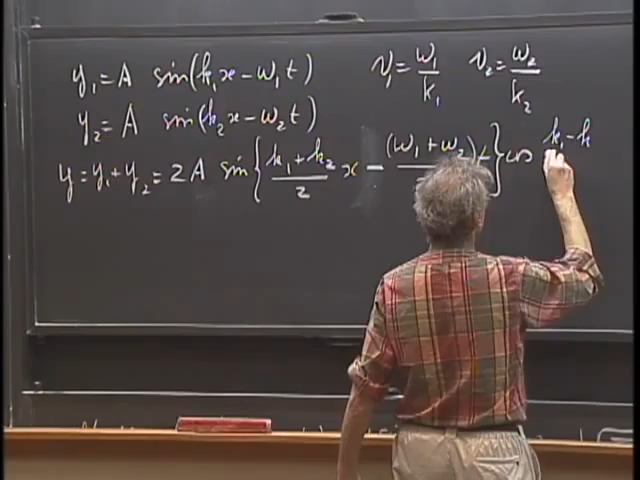 y₁ = A sin(k₁x − ω₁t) v₁ = ω₁/k₁ v₂ = ω₂/k₂
y₂ = A sin(k₂x − ω₂t)
y = y₁ + y₂ = 2A sin{ (k₁ + k₂)/2 x − (ω₁ + ω₂) t } cos k₁ − k